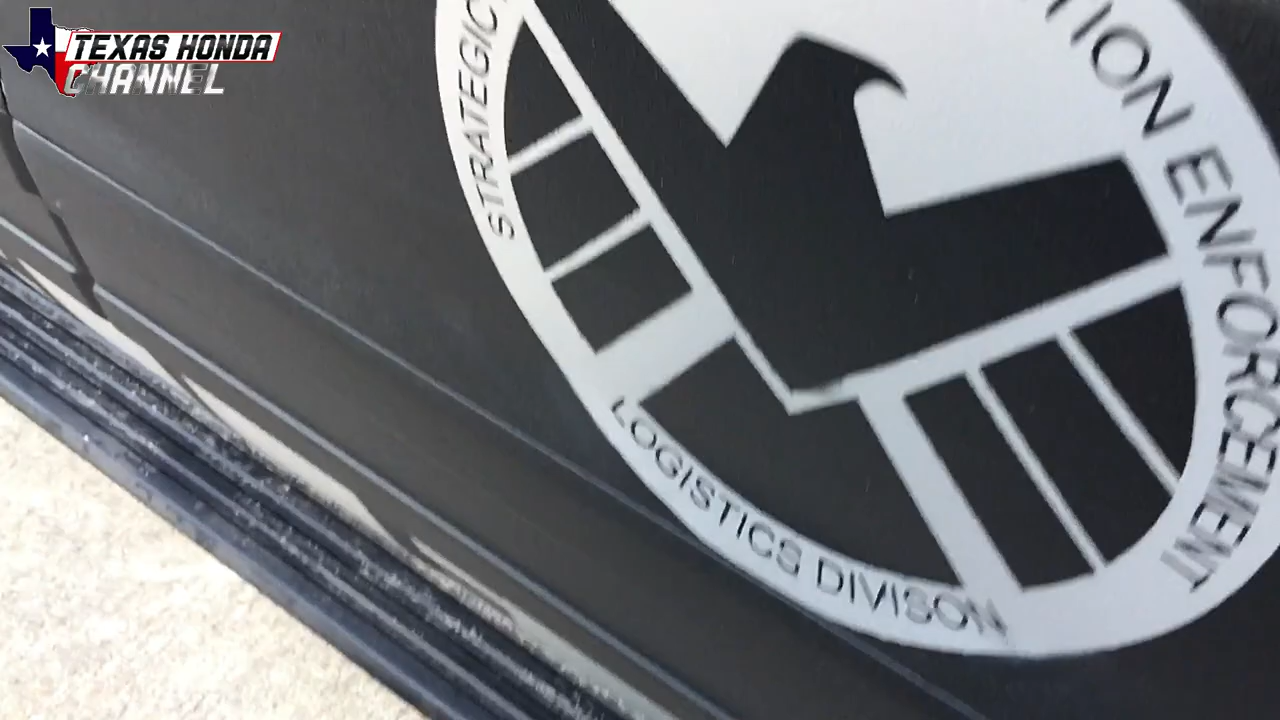 TEXAS HONDA
CHANNEL
STRATEGIC
TION ENFORCEMENT
LOGISTICS DIVISON